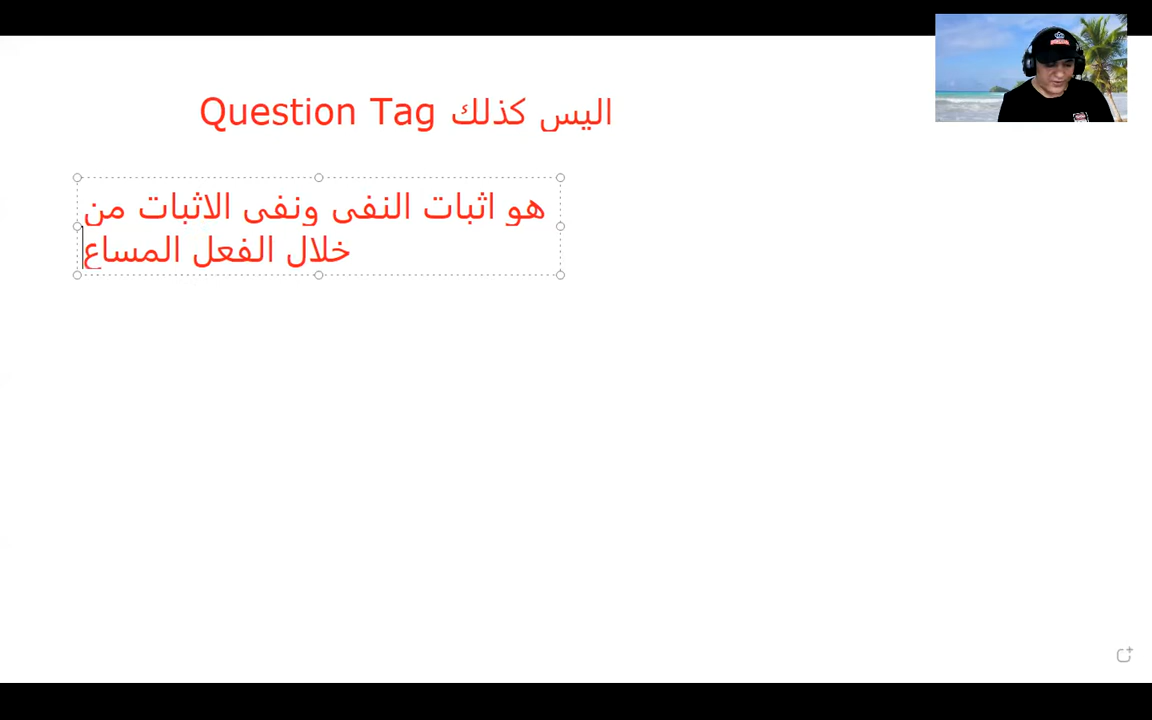 Question Tag اليس كذلك
هو اثبات النفى ونفى الاثبات من
خلال الفعل المساع